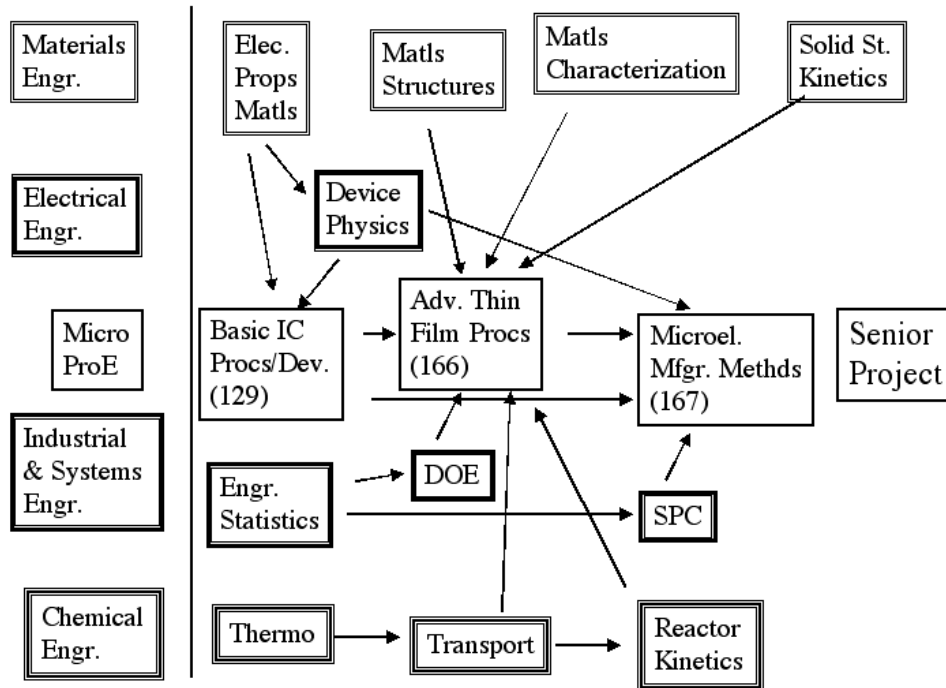 Materials
Engr.
Elec.
Props
Matls
Matls
Structures
Matls
Characterization
Solid St.
Kinetics
Electrical
Engr.
Device
Physics
Micro
ProE
Basic IC
Procs/Dev.
(129)
Adv. Thin
Film Procs
(166)
Microel.
Mfgr. Methds
(167)
Senior
Project
Industrial
& Systems
Engr.
Engr.
Statistics
DOE
SPC
Chemical
Engr.
Thermo
Transport
Reactor
Kinetics